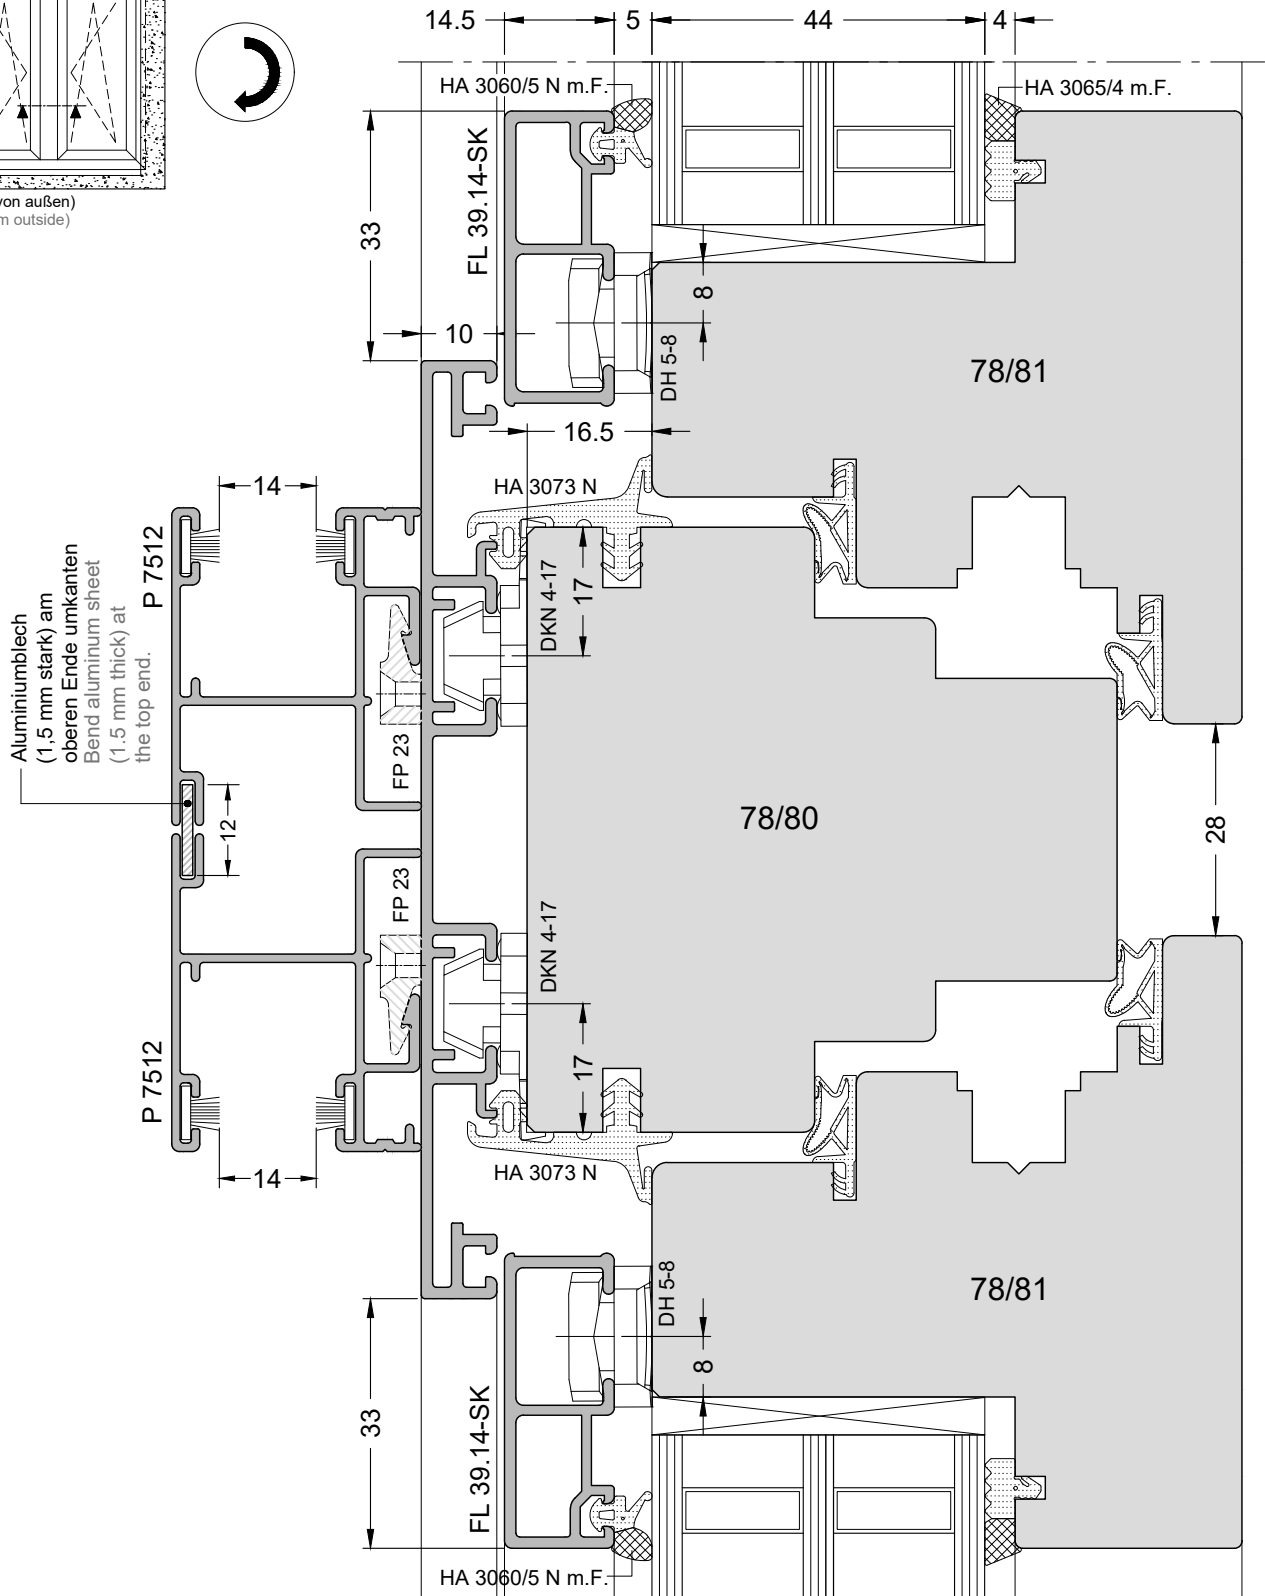 14.5
5
44
4
HA 3060/5 N m.F.
HA 3065/4 m.F.
von außen)
m outside)
33
FL 39.14-SK
8
10
DH 5-8
78/81
16.5
14
HA 3073 N
P 7512
DKN 4-17
17
Aluminiumblech
(1,5 mm stark) am
oberen Ende umkanten
Bend aluminum sheet
(1.5 mm thick) at
the top end.
FP 23
12
78/80
28
FP 23
DKN 4-17
17
P 7512
14
HA 3073 N
DH 5-8
78/81
8
33
FL 39.14-SK
HA 3060/5 N m.F.